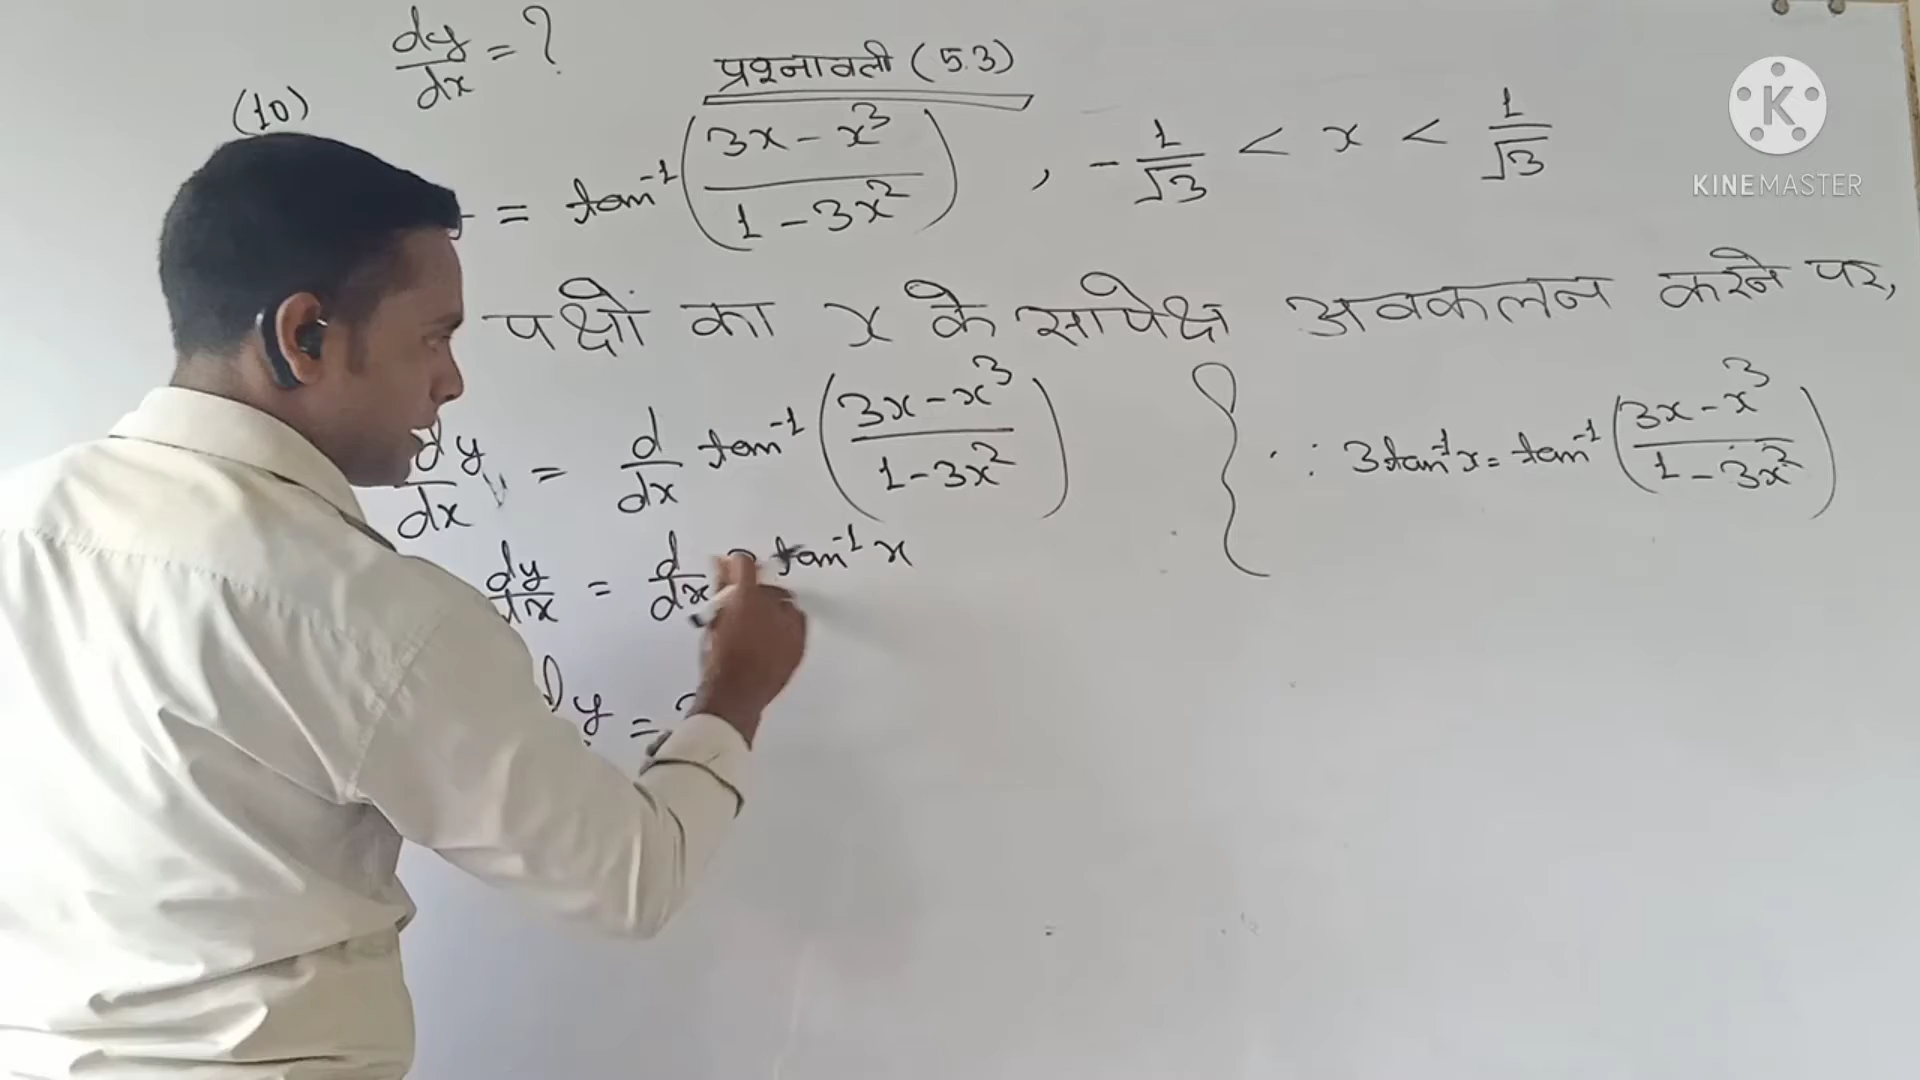 dy/dx = ?
प्रश्नावली (5.3)
(10)
= tan⁻¹((3x - x³)/(1 - 3x²)), -1/√3 < x < 1/√3
पक्षों का x के सापेक्ष अवकलन करने पर,
dy/dx = d/dx tan⁻¹((3x - x³)/(1 - 3x²)) { ∵ 3tan⁻¹x = tan⁻¹((3x - x³)/(1 - 3x²))
dy/dx = d/dx tan⁻¹ x
y =
KINEMASTER